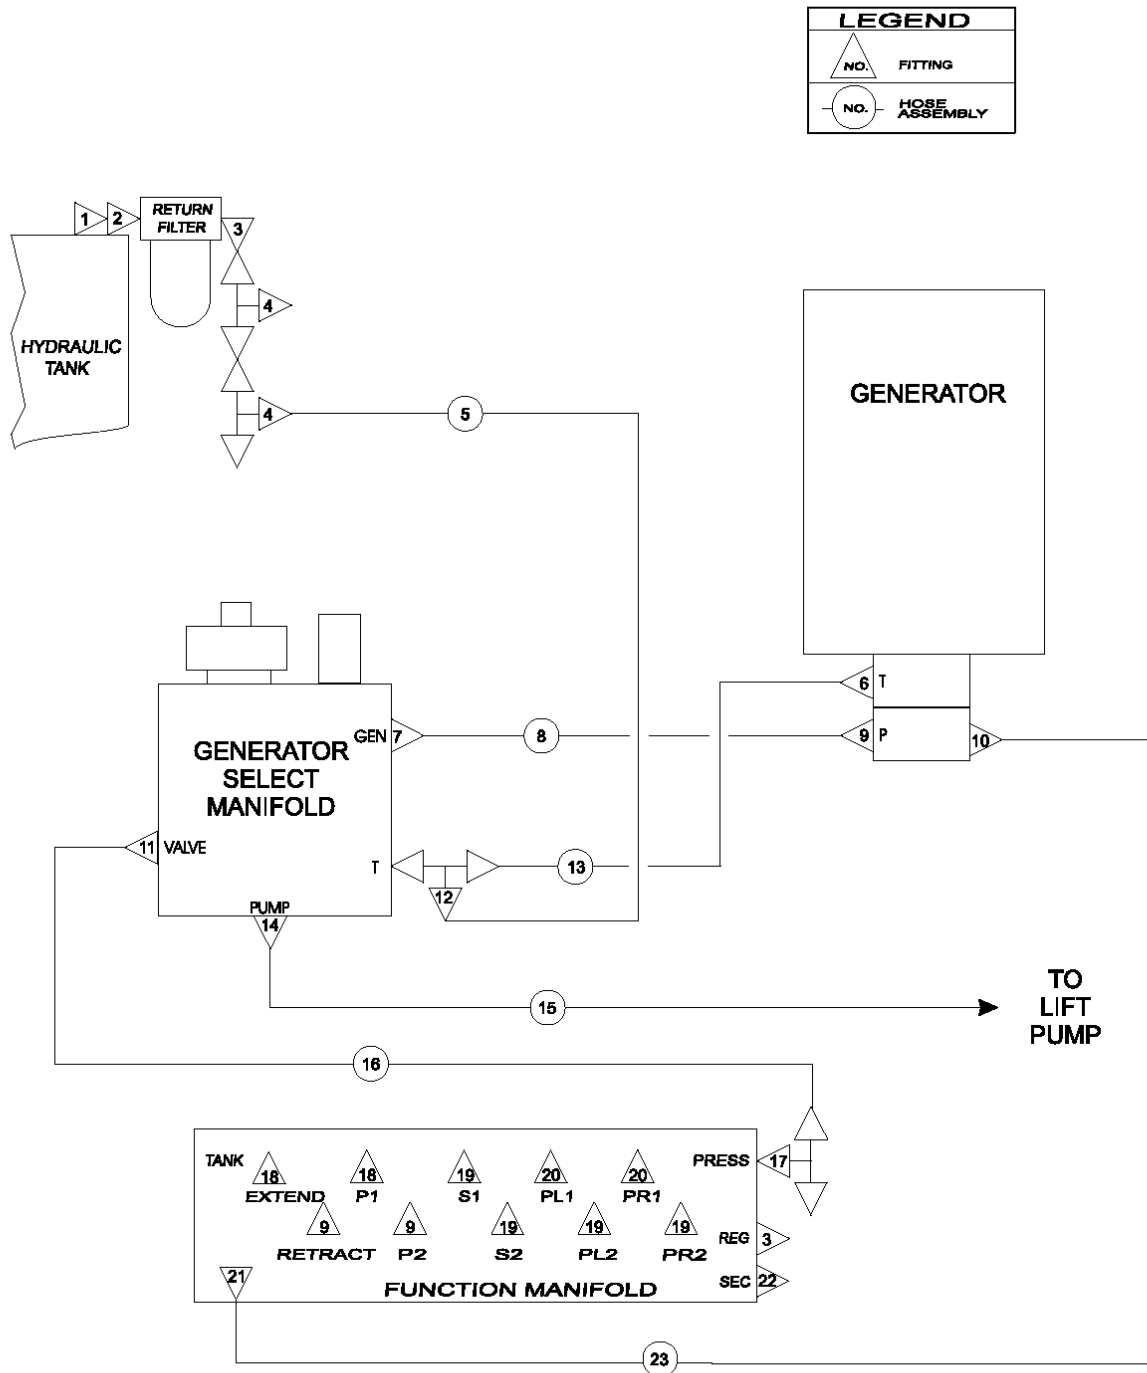 LEGEND
NO. FITTING
NO. HOSE
ASSEMBLY
1 2 RETURN
FILTER 3
4
HYDRAULIC
TANK
4 5
GENERATOR
6 T
GEN 7 8 9 P 10
GENERATOR
SELECT
MANIFOLD
11 VALVE
T 13
12
PUMP
14
15
TO
LIFT
PUMP
16
TANK 18 18 19 20 20 PRESS 17
EXTEND P1 S1 PL1 PR1
9 9 19 19 19 REG 3
RETRACT P2 S2 PL2 PR2
21 FUNCTION MANIFOLD SEC 22
23